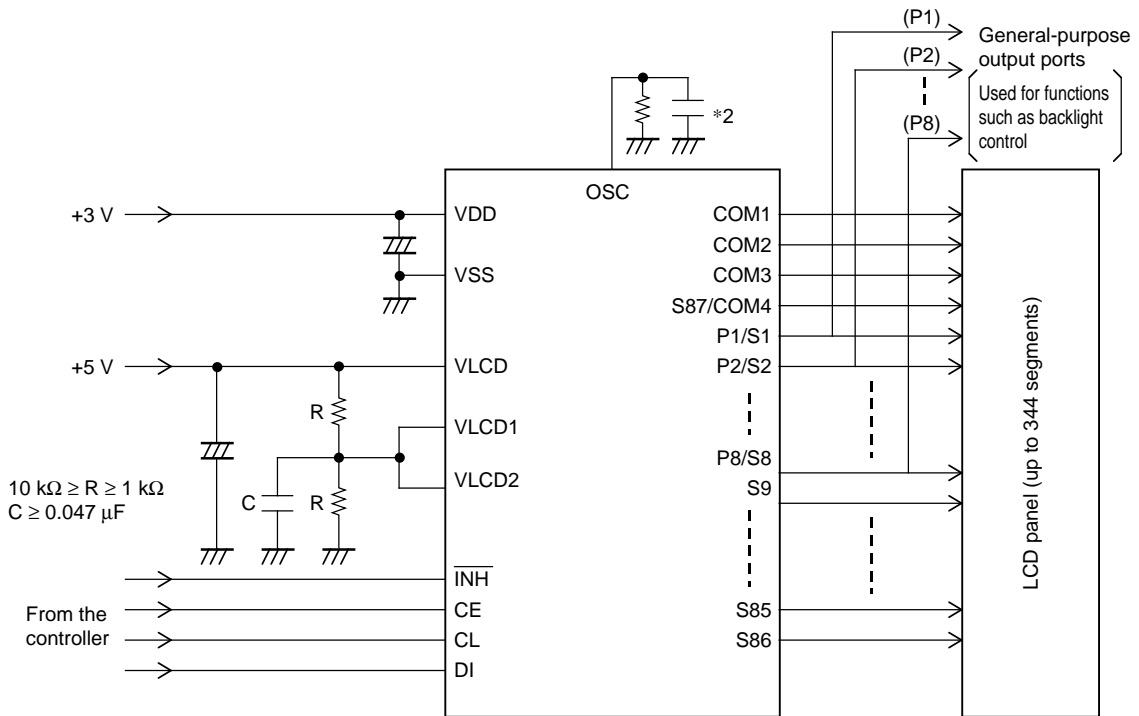 (P1)
General-purpose
output ports
(P2)
Used for functions
such as backlight
control
(P8)
*2
OSC
+3 V
VDD
COM1
COM2
VSS
COM3
S87/COM4
P1/S1
+5 V
VLCD
P2/S2
R
VLCD1
P8/S8
VLCD2
S9
10 kΩ ≥ R ≥ 1 kΩ
C ≥ 0.047 μF
C
R
LCD panel (up to 344 segments)
INH
From the
controller
CE
S85
CL
S86
DI